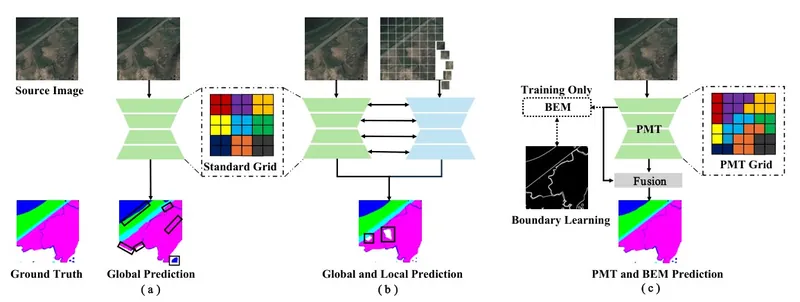 Source Image
Training Only
BEM
PMT
Standard Grid
PMT Grid
Fusion
Boundary Learning
Ground Truth
Global Prediction
Global and Local Prediction
PMT and BEM Prediction
( a )
( b )
( c )